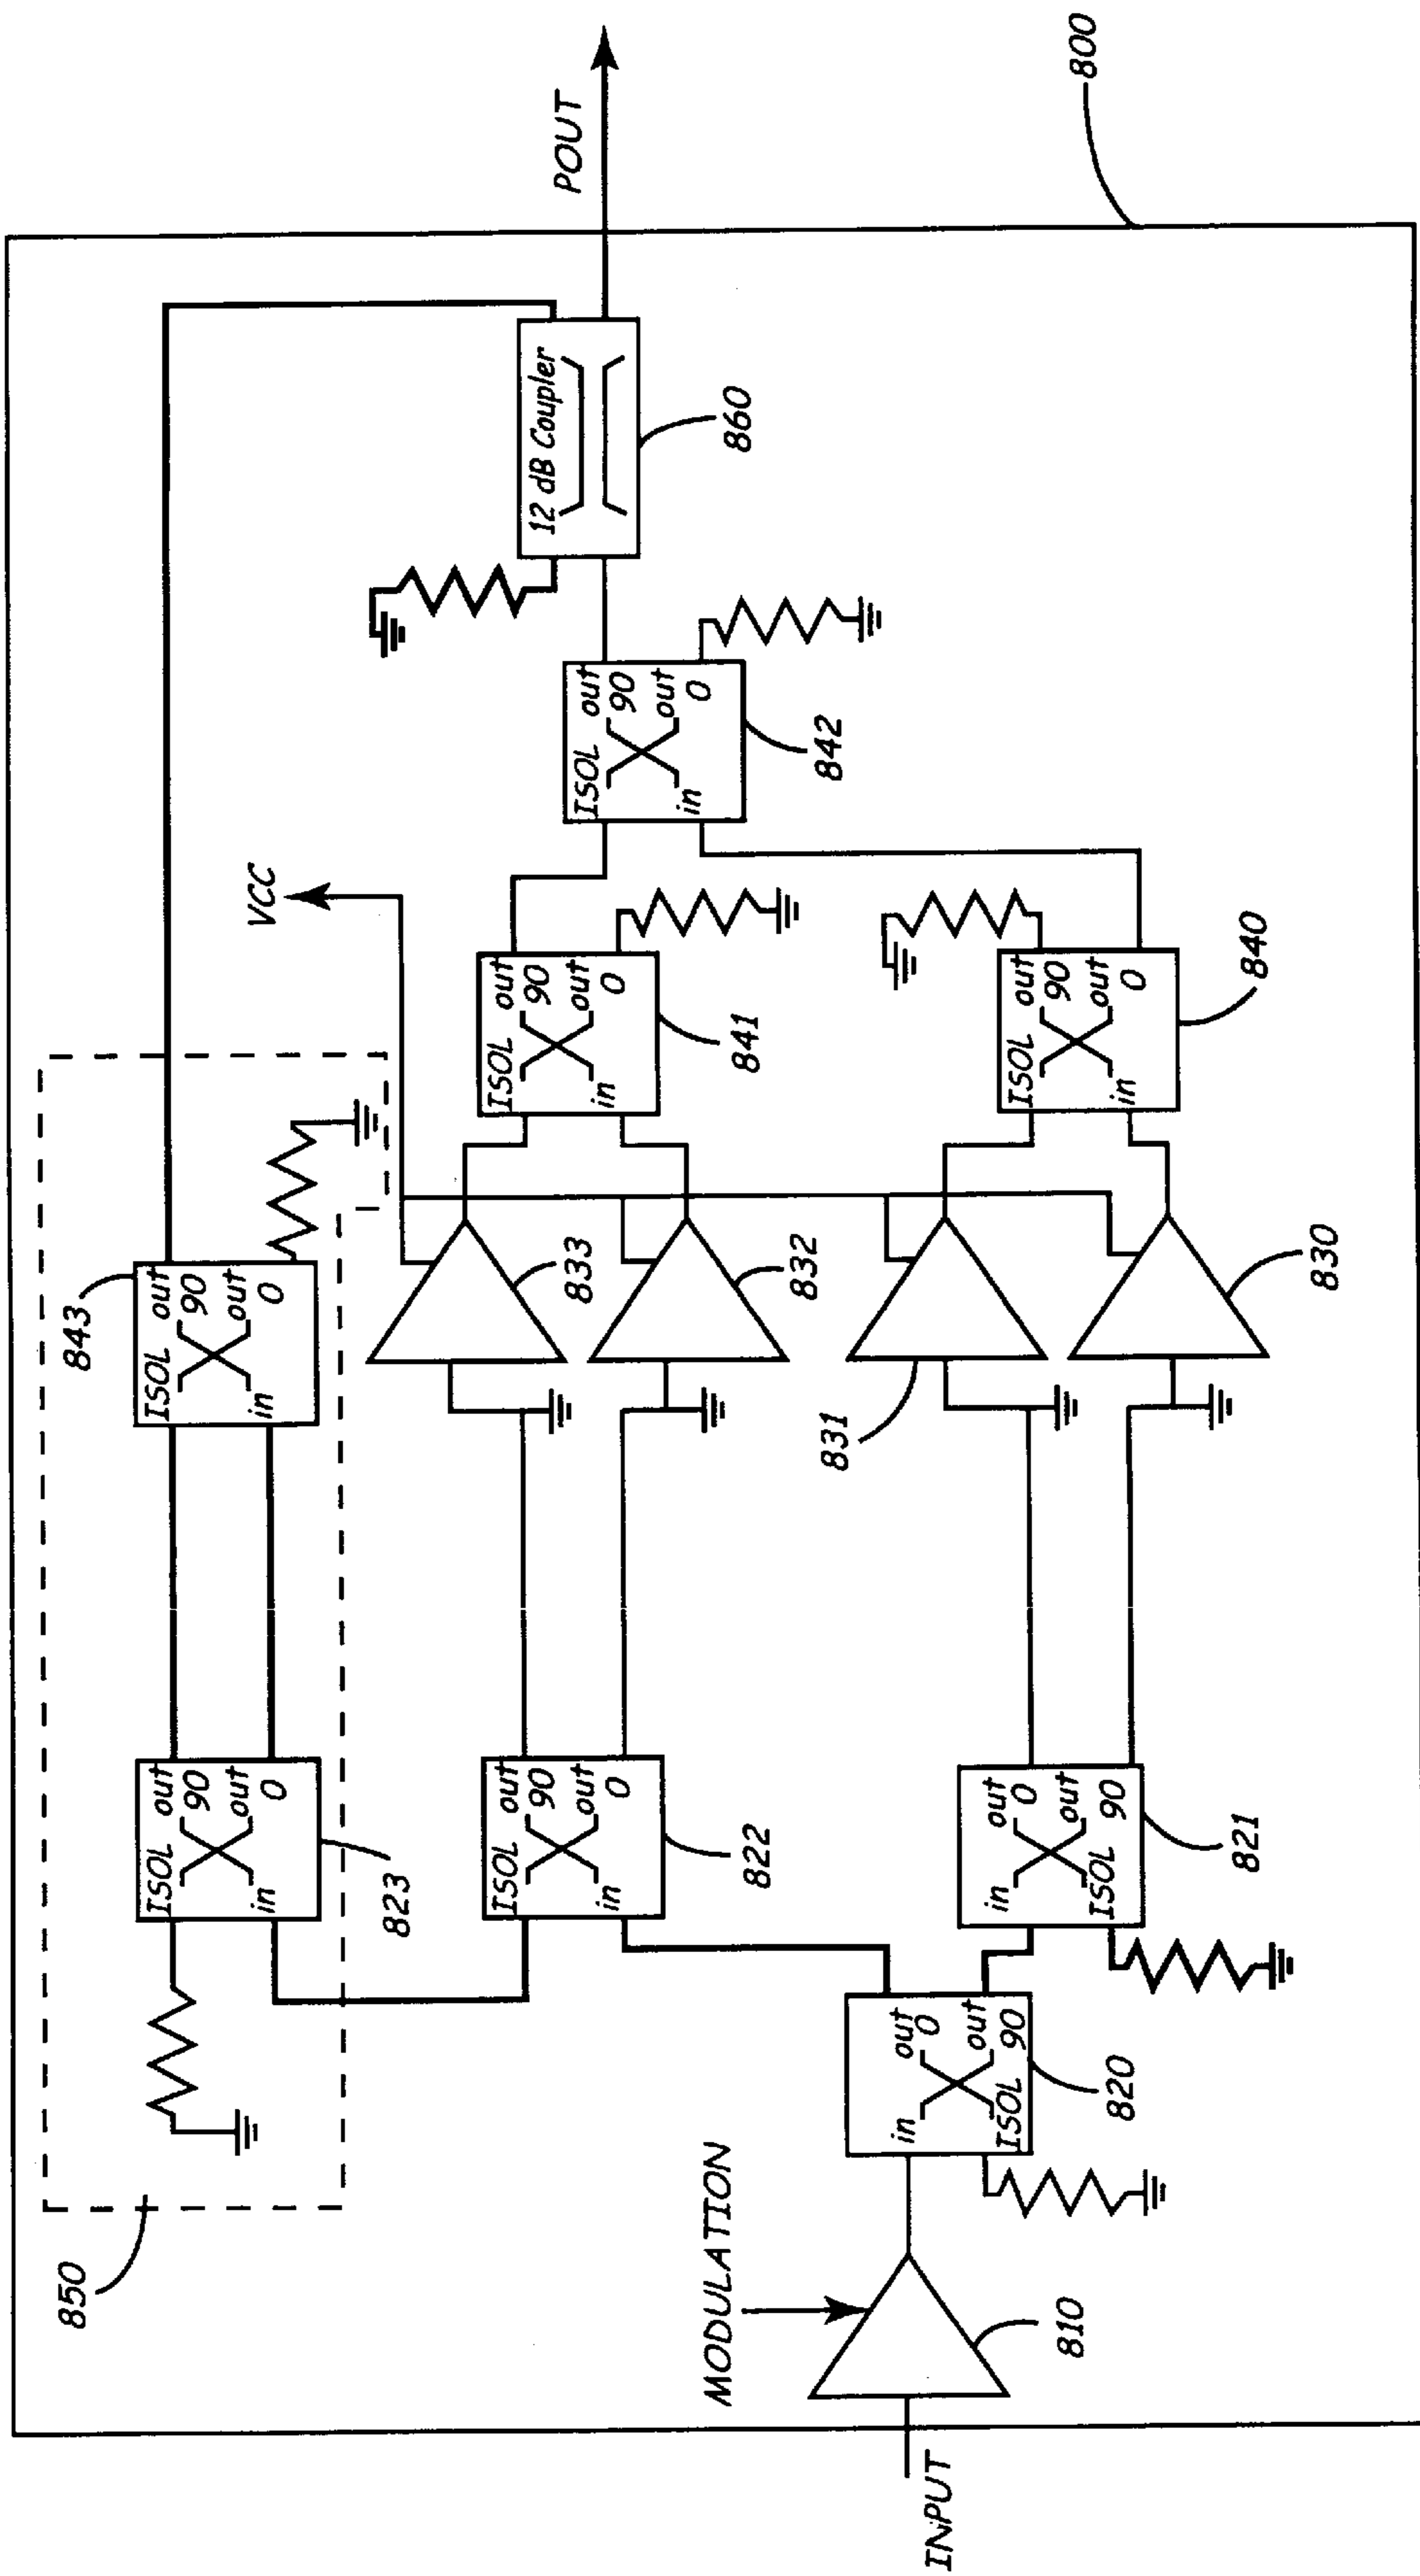 INPUT
MODULATION
810
in
out
0
out
ISOL
90
820
850
ISOL
out
90
in
out
0
823
ISOL
out
90
in
out
0
822
in
out
0
out
ISOL
90
821
843
ISOL
out
90
in
out
0
833
832
831
830
VCC
ISOL
out
90
in
out
0
841
ISOL
out
90
in
out
0
840
ISOL
out
90
in
out
0
842
12 dB Coupler
860
POUT
800